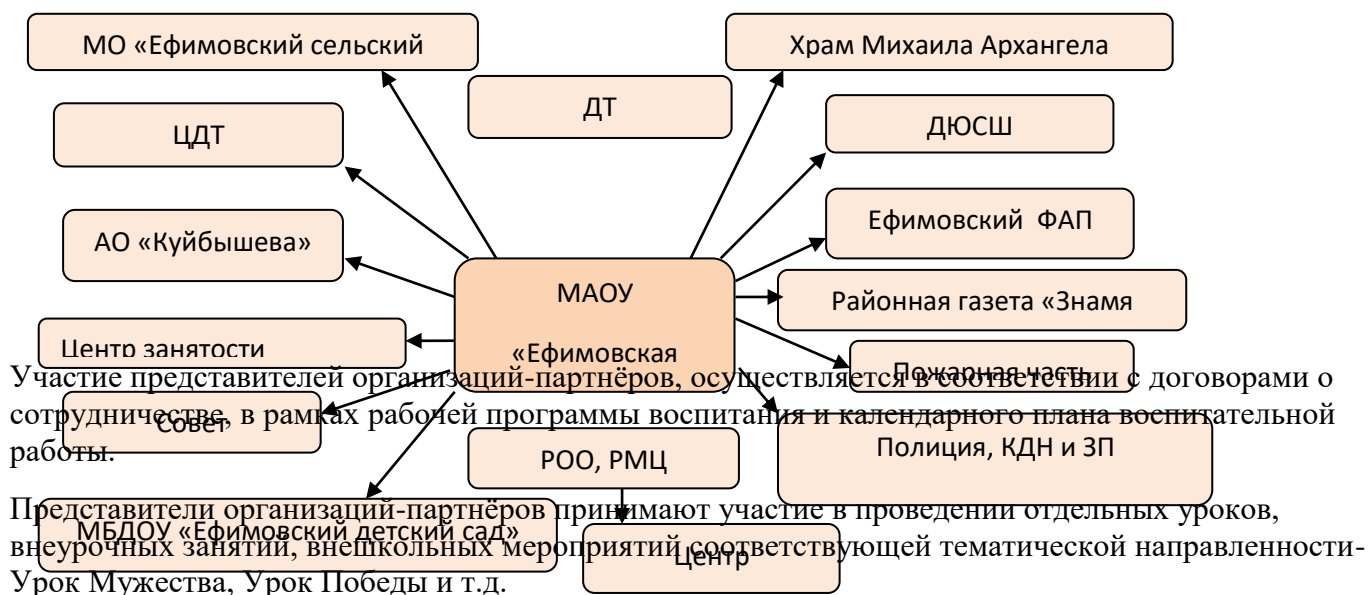 МО «Ефимовский сельский
Храм Михаила Архангела
ДТ
ЦДТ
ДЮСШ
АО «Куйбышева»
Ефимовский ФАП
МАОУ
«Ефимовская
Районная газета «Знамя
Центр занятости
Пожарная часть
Участие представителей организаций-партнёров, осуществляется в соответствии с договорами о
сотрудничестве, в рамках рабочей программы воспитания и календарного плана воспитательной
работы.
Совет
РОО, РМЦ
Полиция, КДН и ЗП
МБДОУ «Ефимовский детский сад»
Центр
Представители организаций-партнёров принимают участие в проведении отдельных уроков,
внеурочных занятий, внешкольных мероприятий соответствующей тематической направленности-
Урок Мужества, Урок Победы и т.д.